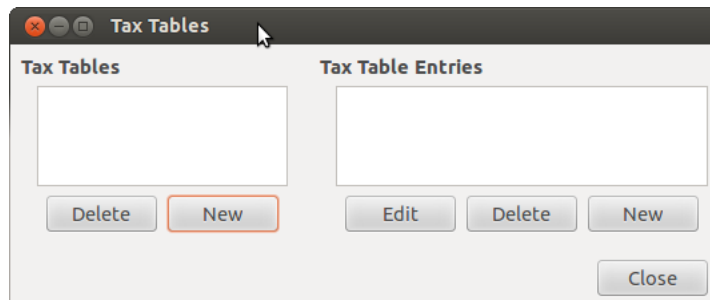 Tax Tables
Tax Tables Tax Table Entries
Delete New Edit Delete New
Close